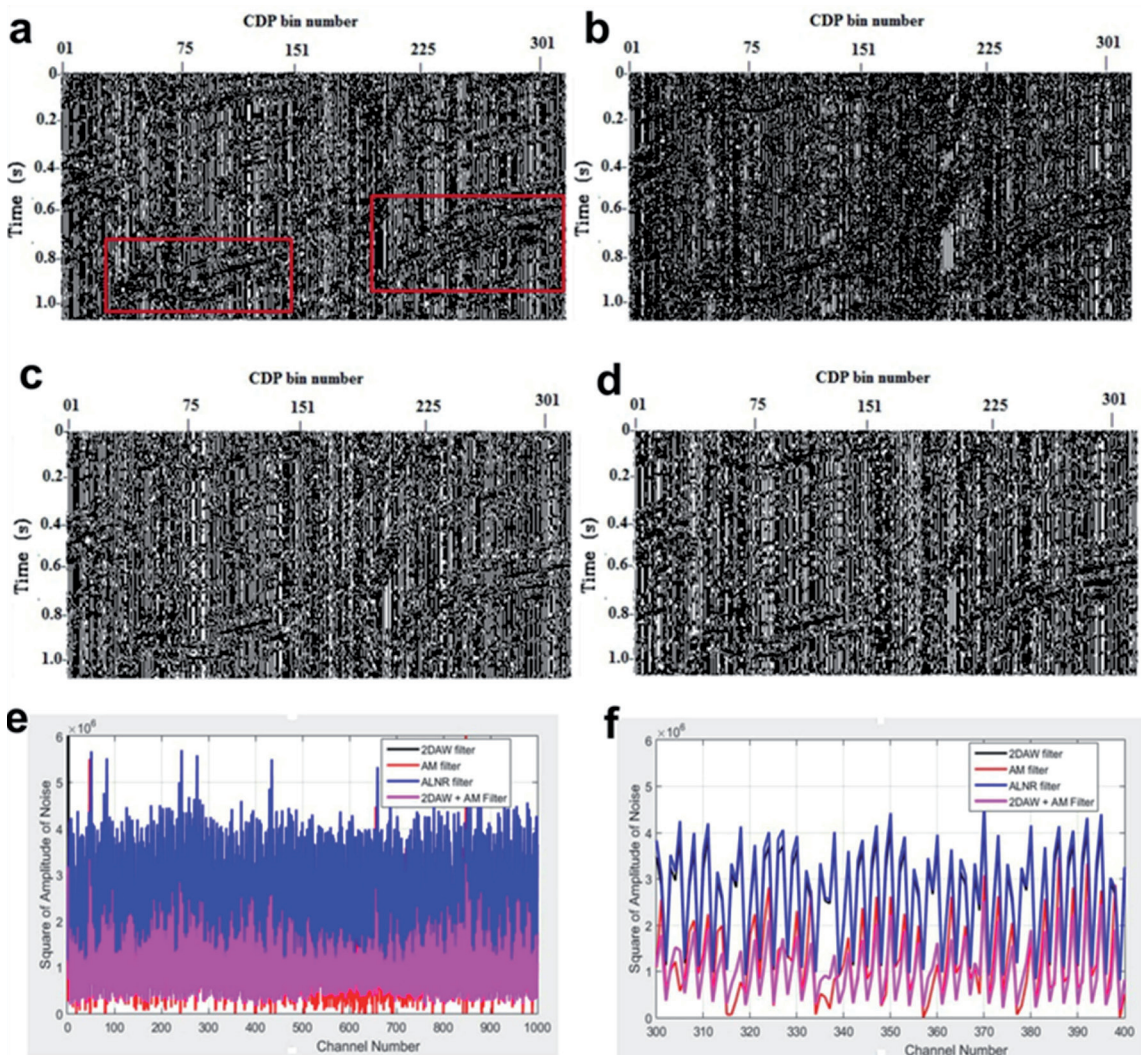 a
CDP bin number
01 75 151 225 301
0
0.2
0.4
0.6
0.8
1.0
Time (s)
b
CDP bin number
01 75 151 225 301
0
0.2
0.4
0.6
0.8
1.0
Time (s)
c
CDP bin number
01 75 151 225 301
0
0.2
0.4
0.6
0.8
1.0
Time (s)
d
CDP bin number
01 75 151 225 301
0
0.2
0.4
0.6
0.8
1.0
Time (s)
e
×10⁶
6
5
4
3
2
1
0
Square of Amplitude of Noise
2DAW filter
AM filter
ALNR filter
2DAW + AM Filter
0 100 200 300 400 500 600 700 800 900 1000
Channel Number
f
×10⁶
6
5
4
3
2
1
0
Square of Amplitude of Noise
2DAW filter
AM filter
ALNR filter
2DAW + AM Filter
300 310 320 330 340 350 360 370 380 390 400
Channel Number